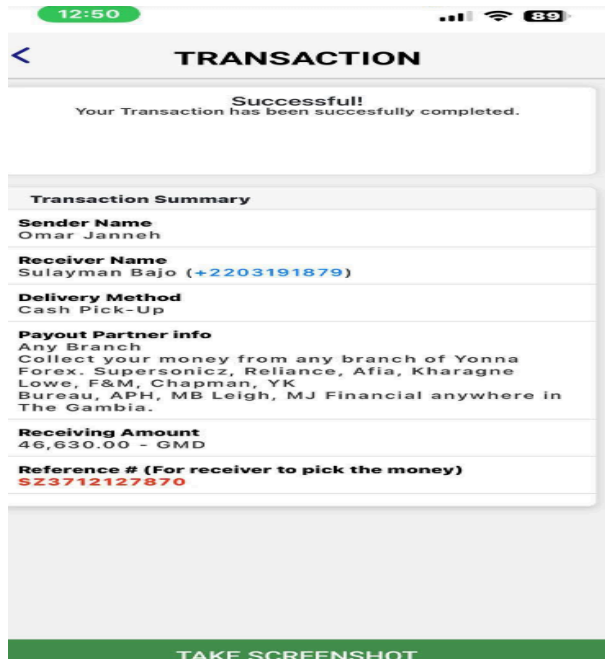 12:50
89
<
TRANSACTION
Successful!
Your Transaction has been succesfully completed.
Transaction Summary
Sender Name
Omar Janneh
Receiver Name
Sulayman Bajo (+2203191879)
Delivery Method
Cash Pick-Up
Payout Partner info
Any Branch
Collect your money from any branch of Yonna
Forex. Supersonicz, Reliance, Afia, Kharagne
Lowe, F&M, Chapman, YK
Bureau, APH, MB Leigh, MJ Financial anywhere in
The Gambia.
Receiving Amount
46,630.00 - GMD
Reference # (For receiver to pick the money)
SZ3712127870
TAKE SCREENSHOT